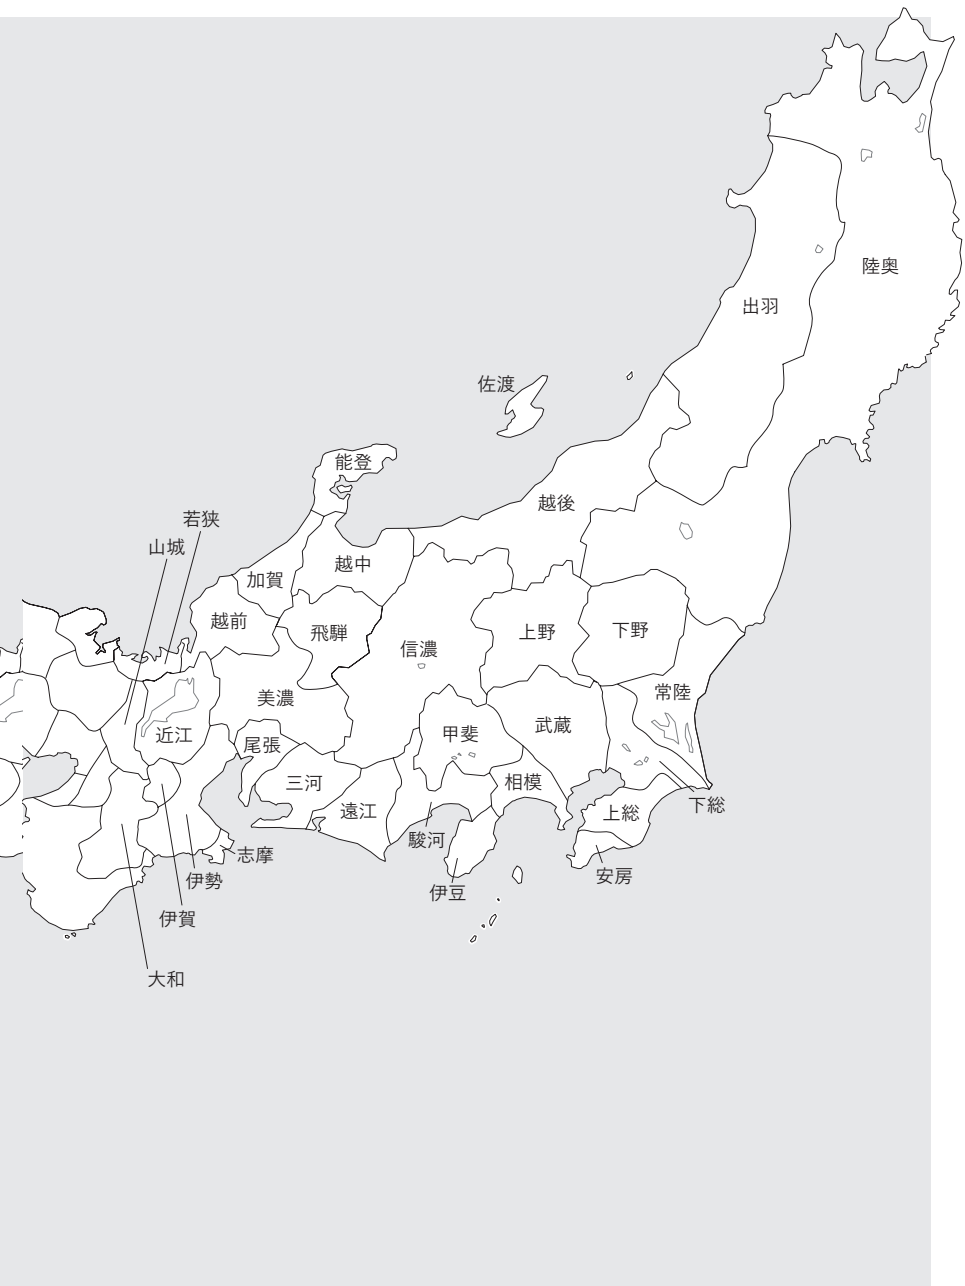 陸奥
出羽
佐渡
能登
越後
若狭
山城
越中
加賀
越前
飛騨
上野
下野
信濃
常陸
美濃
武蔵
近江
甲斐
尾張
三河
相模
下総
遠江
上総
駿河
志摩
安房
伊勢
伊豆
伊賀
大和